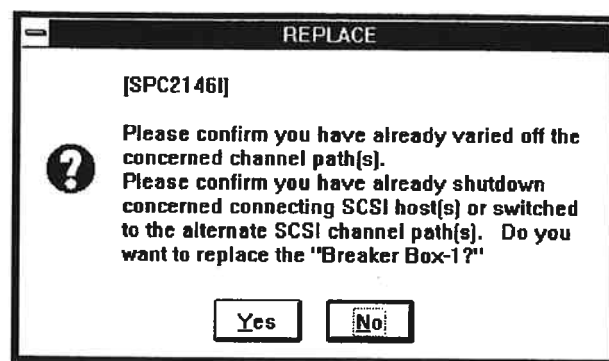 REPLACE
[SPC2146I]
Please confirm you have already varied off the
concerned channel path(s).
Please confirm you have already shutdown
concerned connecting SCSI host(s) or switched
to the alternate SCSI channel path(s). Do you
want to replace the "Breaker Box-1?"
Yes No